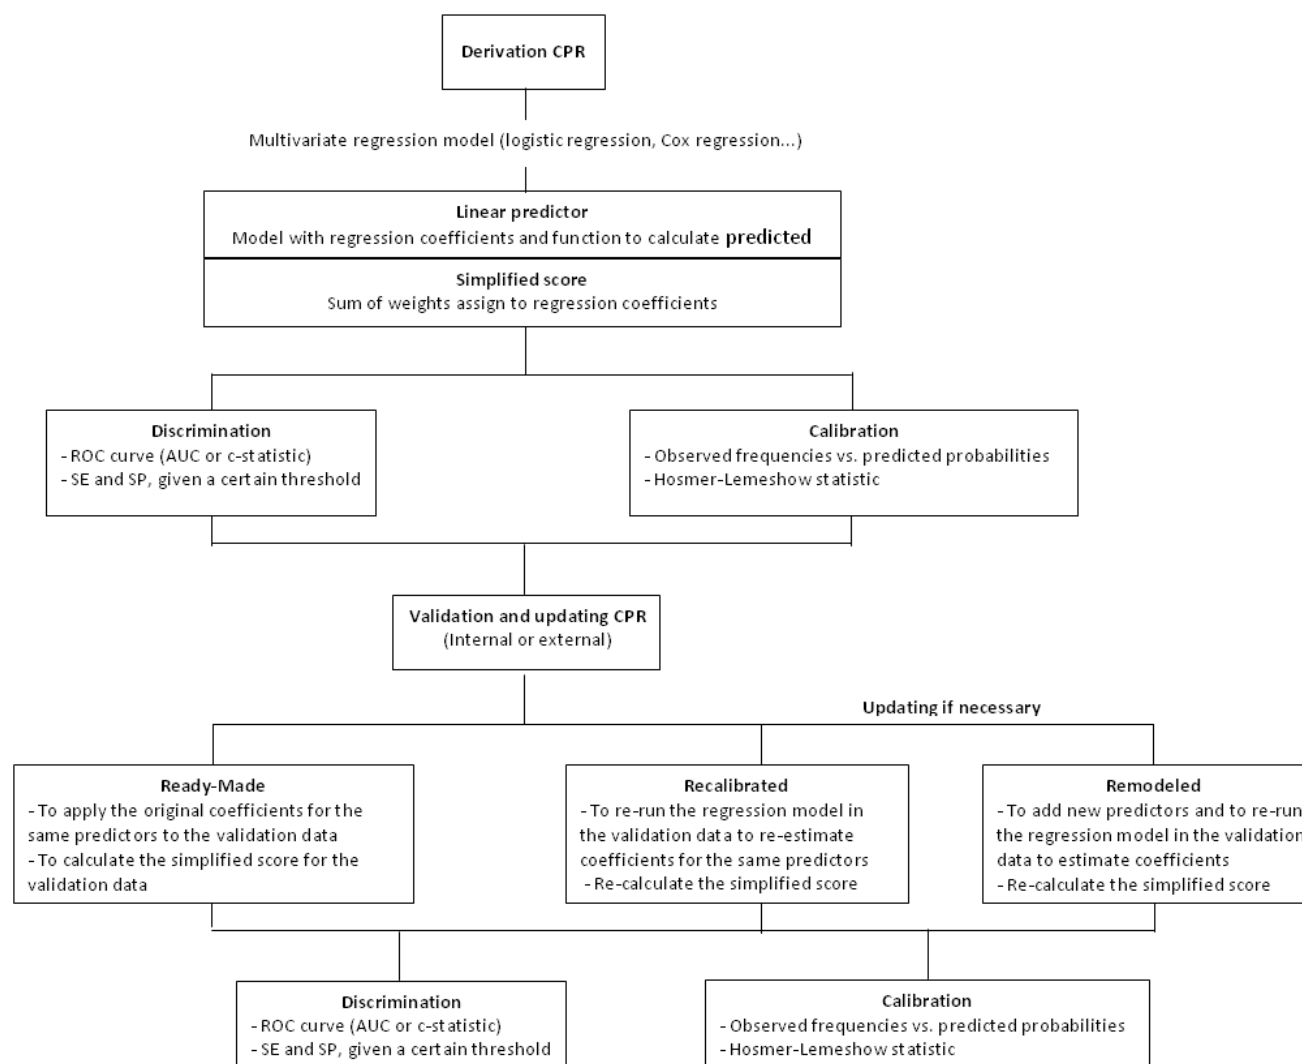 Derivation CPR
Multivariate regression model (logistic regression, Cox regression...)
Linear predictor
Model with regression coefficients and function to calculate predicted
Simplified score
Sum of weights assign to regression coefficients
Discrimination
- ROC curve (AUC or c-statistic)
- SE and SP, given a certain threshold
Calibration
- Observed frequencies vs. predicted probabilities
- Hosmer-Lemeshow statistic
Validation and updating CPR
(Internal or external)
Updating if necessary
Ready-Made
- To apply the original coefficients for the
same predictors to the validation data
- To calculate the simplified score for the
validation data
Recalibrated
- To re-run the regression model in
the validation data to re-estimate
coefficients for the same predictors
- Re-calculate the simplified score
Remodeled
- To add new predictors and to re-run
the regression model in the validation
data to estimate coefficients
- Re-calculate the simplified score
Discrimination
- ROC curve (AUC or c-statistic)
- SE and SP, given a certain threshold
Calibration
- Observed frequencies vs. predicted probabilities
- Hosmer-Lemeshow statistic